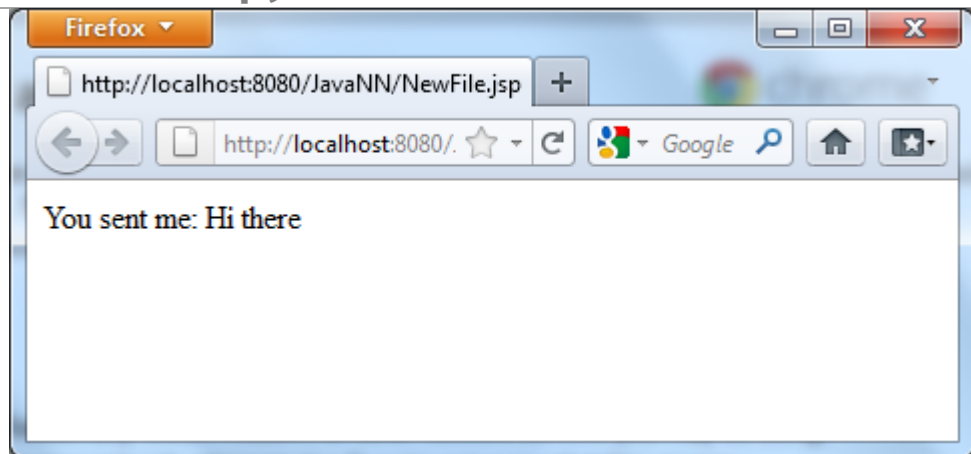 Firefox
http://localhost:8080/JavaNN/NewFile.jsp
http://localhost:8080/.
Google
You sent me: Hi there